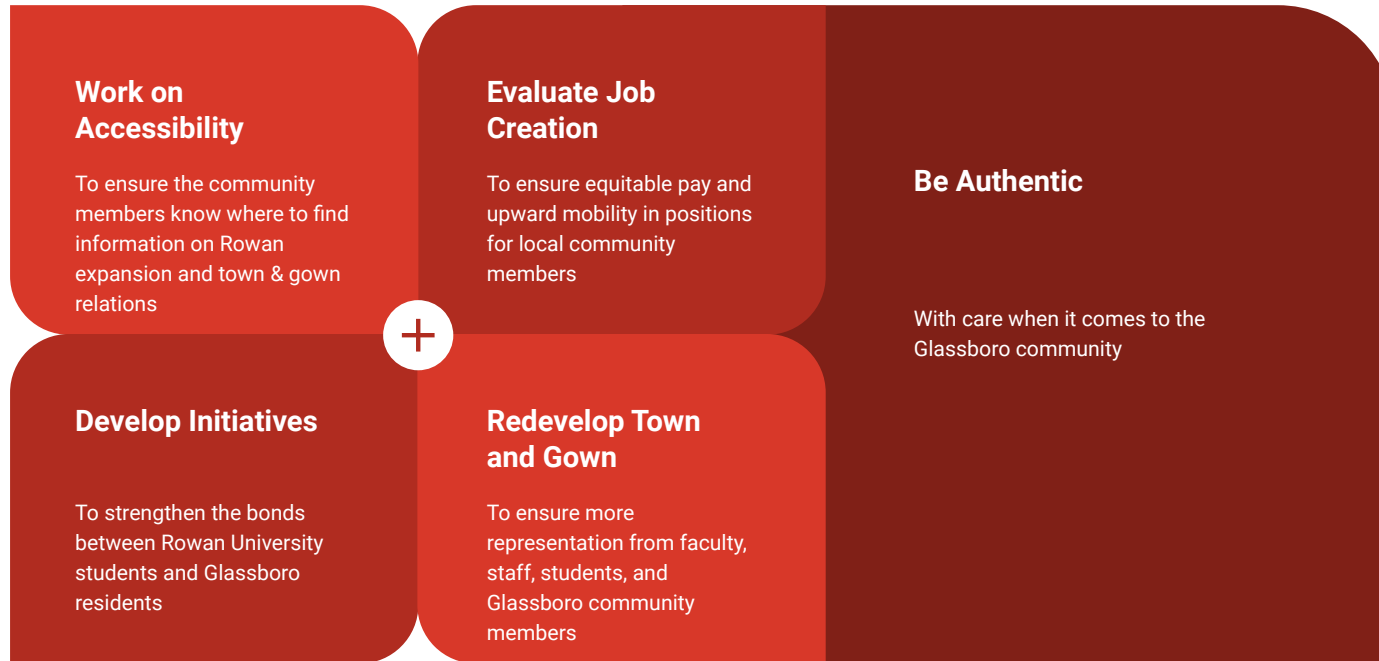 Work on
Accessibility
To ensure the community
members know where to find
information on Rowan
expansion and town & gown
relations
Evaluate Job
Creation
To ensure equitable pay and
upward mobility in positions
for local community
members
Be Authentic
With care when it comes to the
Glassboro community
Develop Initiatives
To strengthen the bonds
between Rowan University
students and Glassboro
residents
Redevelop Town
and Gown
To ensure more
representation from faculty,
staff, students, and
Glassboro community
members